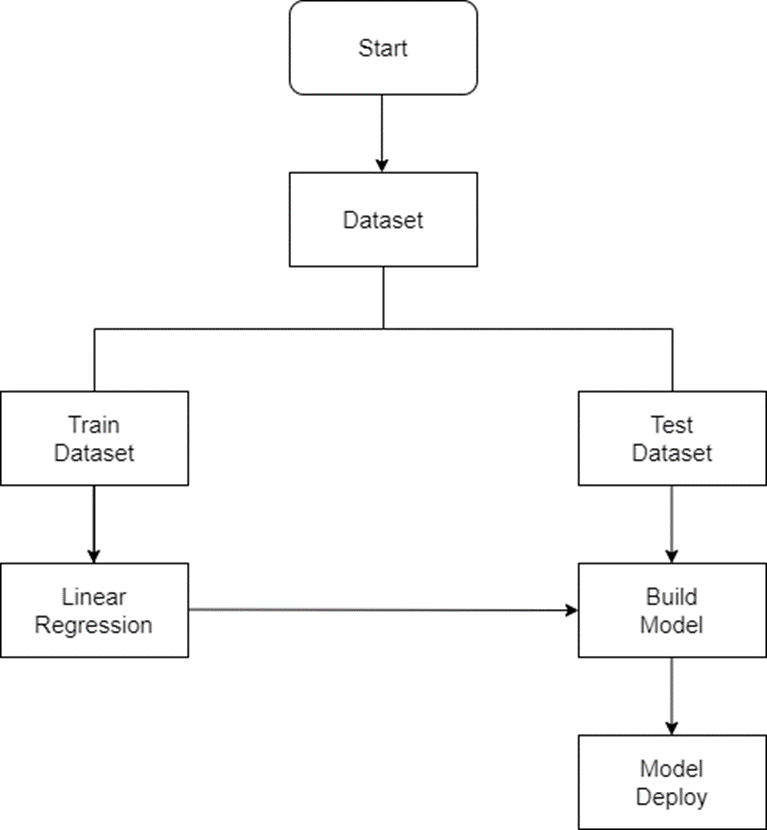 Start
Dataset
Train
Dataset
Test
Dataset
Linear
Regression
Build
Model
Model
Deploy